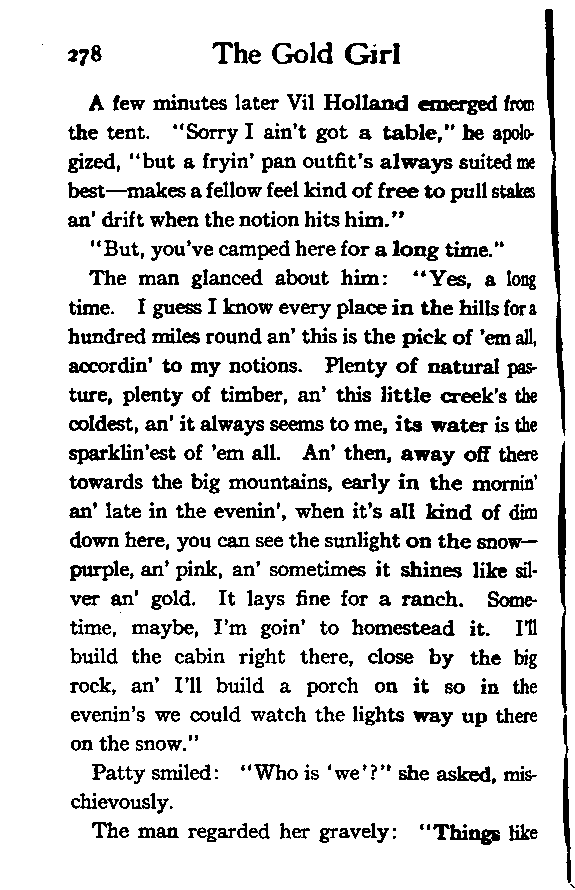 278 The Gold Girl
A few minutes later Vil Holland emerged from
the tent. "Sorry I ain't got a table," he apolo-
gized, "but a fryin' pan outfit's always suited me
best—makes a fellow feel kind of free to pull stakes
an' drift when the notion hits him."
"But, you've camped here for a long time."
The man glanced about him: "Yes, a long
time. I guess I know every place in the hills for a
hundred miles round an' this is the pick of 'em all,
accordin' to my notions. Plenty of natural pas-
ture, plenty of timber, an' this little creek's the
coldest, an' it always seems to me, its water is the
sparklin'est of 'em all. An' then, away off there
towards the big mountains, early in the mornin'
an' late in the evenin', when it's all kind of dim
down here, you can see the sunlight on the snow—
purple, an' pink, an' sometimes it shines like sil-
ver an' gold. It lays fine for a ranch. Some-
time, maybe, I'm goin' to homestead it. I'll
build the cabin right there, close by the big
rock, an' I'll build a porch on it so in the
evenin's we could watch the lights way up there
on the snow."
Patty smiled: "Who is 'we'?" she asked, mis-
chievously.
The man regarded her gravely: "Things like